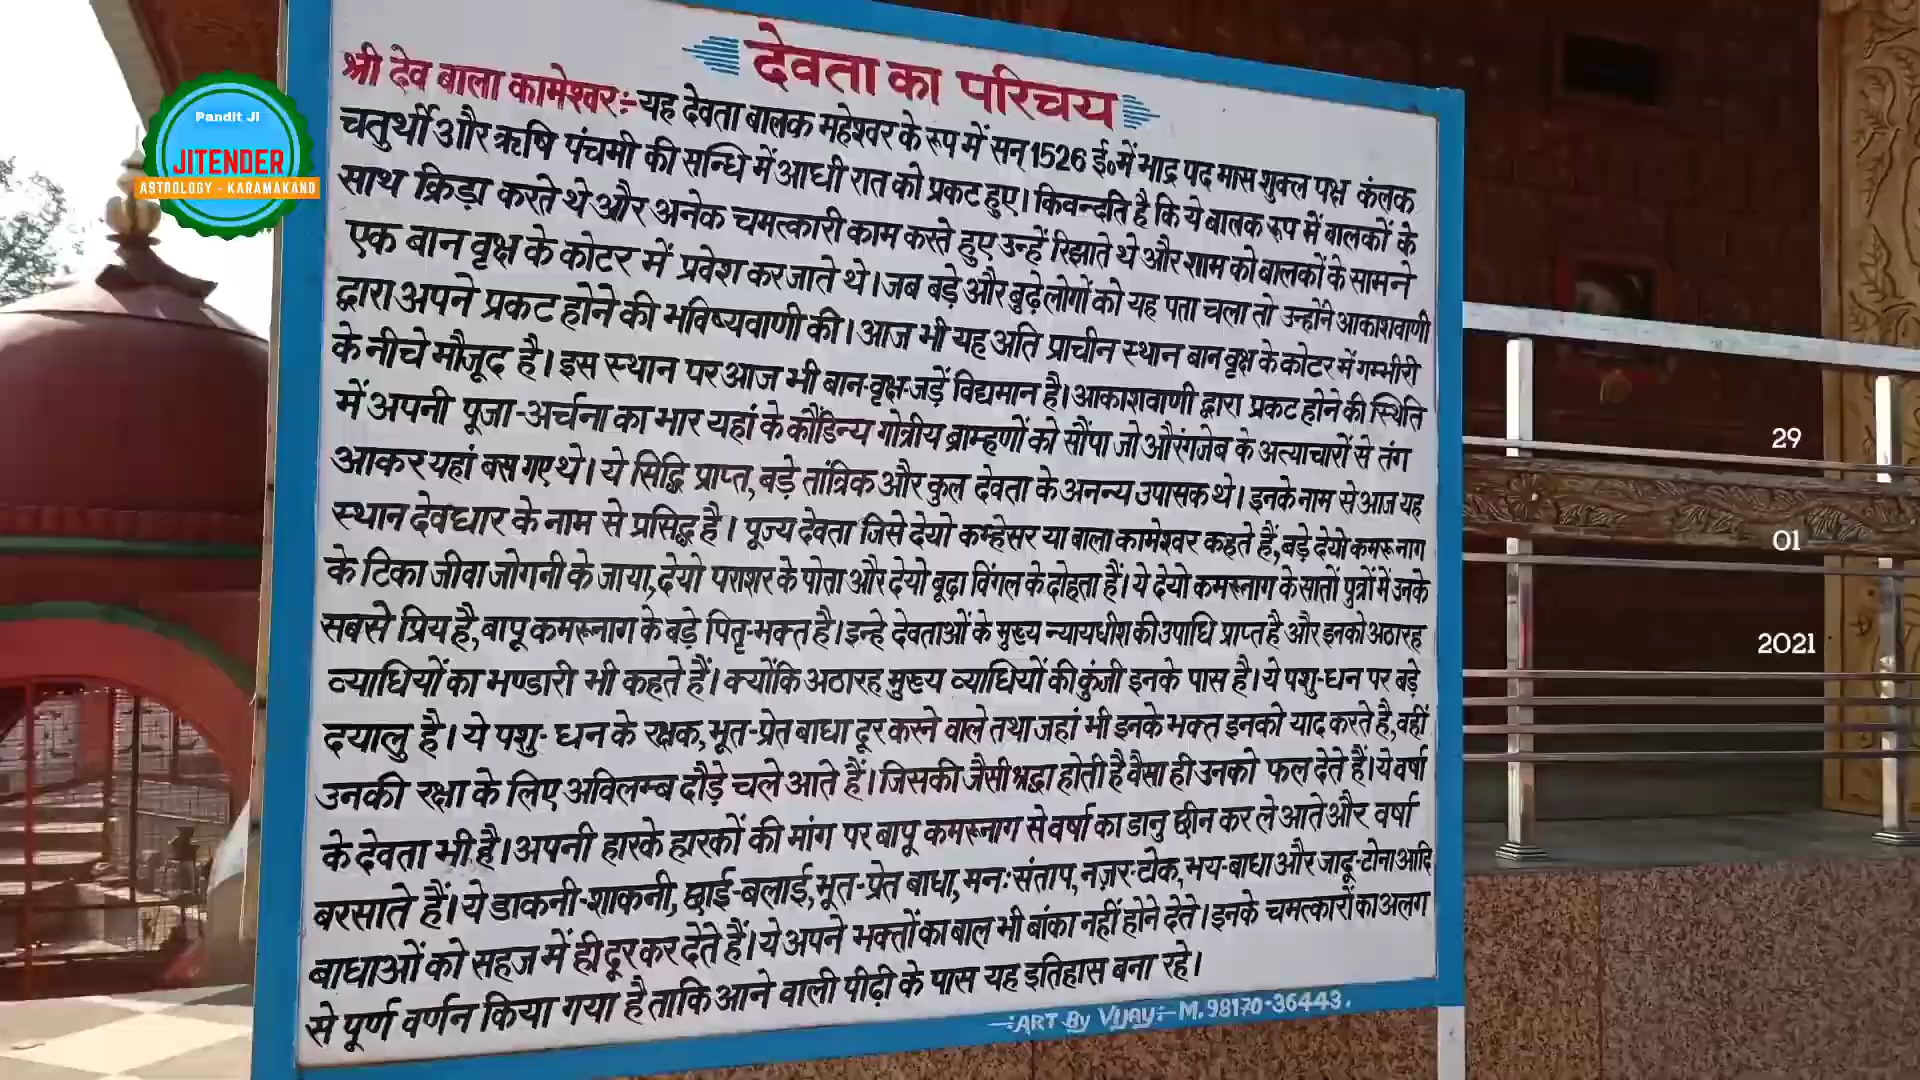 Pandit Ji
JITENDER
ASTROLOGY - KARAMAKAND
देवता का परिचय
श्री देव बाला कामेश्वर:- यह देवता बालक महेश्वर के रूप में सन् 1526 ई० में भाद्र पद मास शुक्ल पक्ष कंलक
चतुर्थी और ऋषि पंचमी की सन्धि में आधी रात को प्रकट हुए। किवन्दति है कि ये बालक रूप में बालकों के
साथ क्रिड़ा करते थे और अनेक चमत्कारी काम करते हुए उन्हें रिझाते थे और शाम को बालकों के सामने
एक बान वृक्ष के कोटर में प्रवेश कर जाते थे। जब बड़े और बुढ़े लोगों को यह पता चला तो उन्होंने आकाशवाणी
द्वारा अपने प्रकट होने की भविष्यवाणी की। आज भी यह अति प्राचीन स्थान बान वृक्ष के कोटर में गम्भीरी
के नीचे मौजूद है। इस स्थान पर आज भी बान-वृक्ष-जड़ें विद्यमान है। आकाशवाणी द्वारा प्रकट होने की स्थिति
में अपनी पूजा-अर्चना का भार यहां के कौंडिन्य गोत्रीय ब्राम्हणों को सौंपा जो औरंगजेब के अत्याचारों से तंग
आकर यहां बस गए थे। ये सिद्धि प्राप्त, बड़े तांत्रिक और कुल देवता के अनन्य उपासक थे। इनके नाम से आज यह
स्थान देवधार के नाम से प्रसिद्ध है। पूज्य देवता जिसे देयो कम्हेसर या बाला कामेश्वर कहते हैं, बड़े देयो कमरूनाग
के टिका जीवा जोगनी के जाया, देयो पराशर के पोता और देयो बूढ़ा विंगल के दोहता हैं। ये देयो कमरूनाग के सातों पुत्रों में उनके
सबसे प्रिय है, बापू कमरूनाग के बड़े पितृ-भक्त है। इन्हे देवताओं के मुख्य न्यायधीश की उपाधि प्राप्त है और इनको अठारह
व्याधियों का भण्डारी भी कहते हैं। क्योंकि अठारह मुख्य व्याधियों की कुंजी इनके पास है। ये पशु-धन पर बड़े
दयालु है। ये पशु-धन के रक्षक, भूत-प्रेत बाधा दूर करने वाले तथा जहां भी इनके भक्त इनको याद करते है, वहीं
उनकी रक्षा के लिए अविलम्ब दौड़े चले आते हैं। जिसकी जैसी श्रद्धा होती है वैसा ही उनको फल देते हैं। ये वर्षा
के देवता भी है। अपनी हारके हारकों की मांग पर बापू कमरूनाग से वर्षा का डानु छीन कर ले आते और वर्षा
बरसाते हैं। ये डाकनी-शाकनी, छाई-बलाई, भूत-प्रेत बाधा, मन:संताप, नज़र-टोक, भय-बाधा और जादू-टोना आदि
बाधाओं को सहज में ही दूर कर देते हैं। ये अपने भक्तों का बाल भी बांका नहीं होने देते। इनके चमत्कारों का अलग
से पूर्ण वर्णन किया गया है ताकि आने वाली पीढ़ी के पास यह इतिहास बना रहे।
-:ART By VIJAY:- M. 98170-36443.
29
01
2021